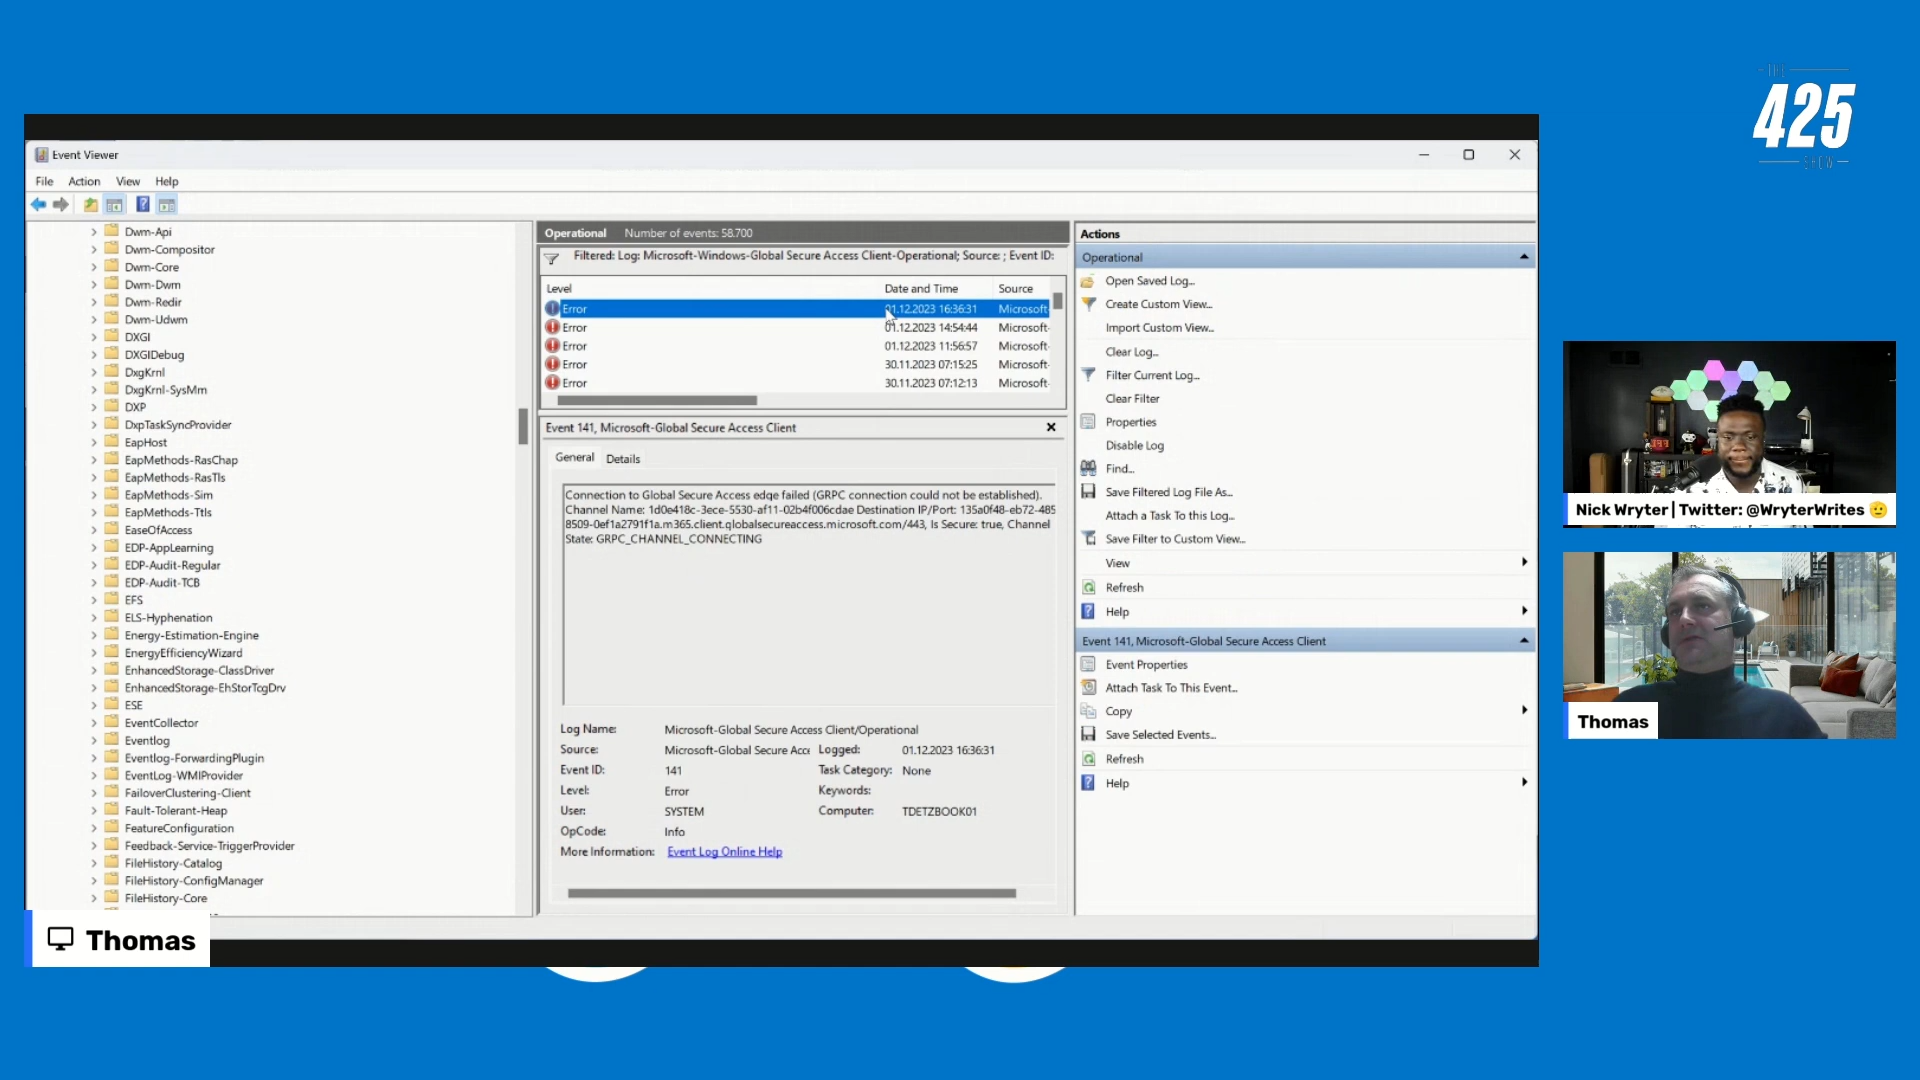 THE
425
SHOW
Event Viewer
File Action View Help
Dwm-Api
Dwm-Compositor
Dwm-Core
Dwm-Dwm
Dwm-Redir
Dwm-Udwm
DXGI
DXGIDebug
DxgKrnl
DxgKrnl-SysMm
DXP
DxpTaskSyncProvider
EapHost
EapMethods-RasChap
EapMethods-RasTls
EapMethods-Sim
EapMethods-Ttls
EaseOfAccess
EDP-AppLearning
EDP-Audit-Regular
EDP-Audit-TCB
EFS
ELS-Hyphenation
Energy-Estimation-Engine
EnergyEfficiencyWizard
EnhancedStorage-ClassDriver
EnhancedStorage-EhStorTcgDrv
ESE
EventCollector
Eventlog
Eventlog-ForwardingPlugin
EventLog-WMIProvider
FailoverClustering-Client
Fault-Tolerant-Heap
FeatureConfiguration
Feedback-Service-TriggerProvider
FileHistory-Catalog
FileHistory-ConfigManager
FileHistory-Core
Operational Number of events: 58.700
Filtered: Log: Microsoft-Windows-Global Secure Access Client-Operational; Source: ; Event ID:
Level Date and Time Source
Error 01.12.2023 16:36:31 Microsoft-
Error 01.12.2023 14:54:44 Microsoft-
Error 01.12.2023 11:56:57 Microsoft-
Error 30.11.2023 07:15:25 Microsoft-
Error 30.11.2023 07:12:13 Microsoft-
Event 141, Microsoft-Global Secure Access Client
General Details
Connection to Global Secure Access edge failed (GRPC connection could not be established).
Channel Name: 1d0e418c-3ece-5530-af11-02b4f006cdae Destination IP/Port: 135a0f48-eb72-485
8509-0ef1a2791f1a.m365.client.globalsecureaccess.microsoft.com/443, Is Secure: true, Channel
State: GRPC_CHANNEL_CONNECTING
Log Name: Microsoft-Global Secure Access Client/Operational
Source: Microsoft-Global Secure Acce Logged: 01.12.2023 16:36:31
Event ID: 141 Task Category: None
Level: Error Keywords:
User: SYSTEM Computer: TDETZBOOK01
OpCode: Info
More Information: Event Log Online Help
Actions
Operational
Open Saved Log...
Create Custom View...
Import Custom View...
Clear Log...
Filter Current Log...
Clear Filter
Properties
Disable Log
Find...
Save Filtered Log File As...
Attach a Task To this Log...
Save Filter to Custom View...
View
Refresh
Help
Event 141, Microsoft-Global Secure Access Client
Event Properties
Attach Task To This Event...
Copy
Save Selected Events...
Refresh
Help
Nick Wryter | Twitter: @WryterWrites 🫡
Thomas
Thomas